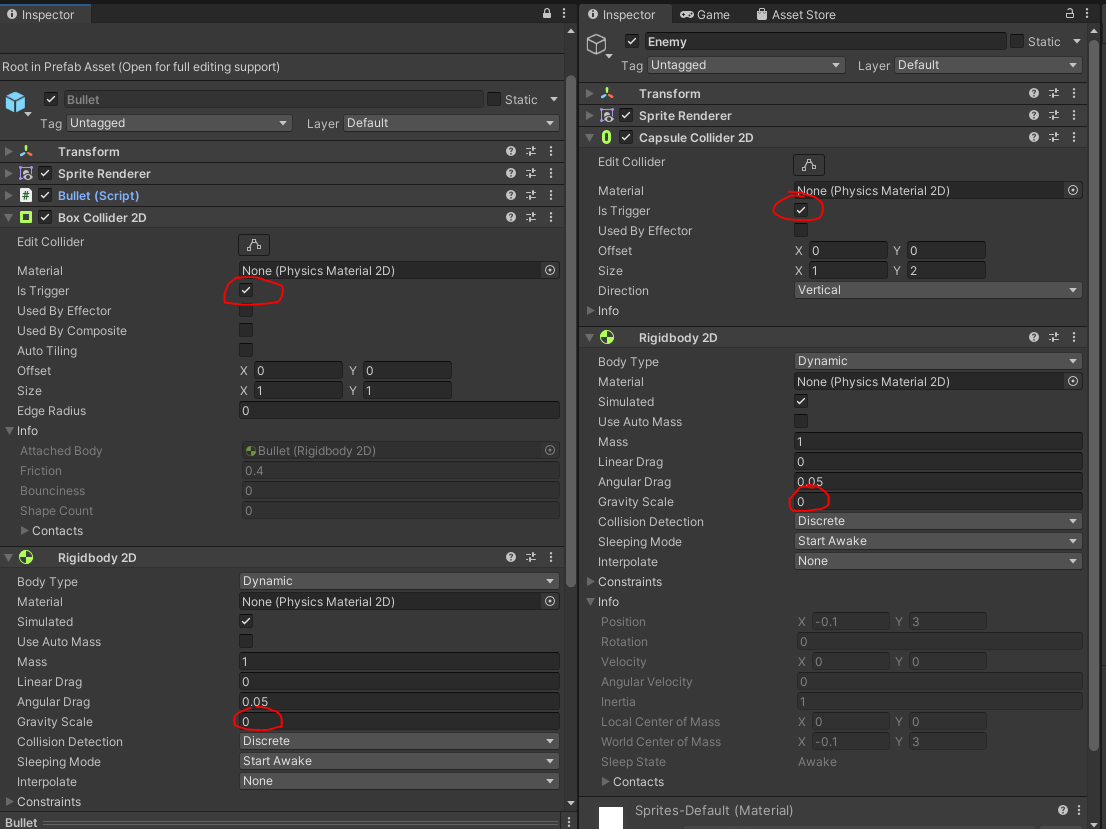 Inspector
Root in Prefab Asset (Open for full editing support)
Bullet
Static
Tag Untagged Layer Default
Transform
Sprite Renderer
# Bullet (Script)
Box Collider 2D
Edit Collider
Material None (Physics Material 2D)
Is Trigger
Used By Effector
Used By Composite
Auto Tiling
Offset X 0 Y 0
Size X 1 Y 1
Edge Radius 0
Info
Attached Body Bullet (Rigidbody 2D)
Friction 0.4
Bounciness 0
Shape Count 0
Contacts
Rigidbody 2D
Body Type Dynamic
Material None (Physics Material 2D)
Simulated
Use Auto Mass
Mass 1
Linear Drag 0
Angular Drag 0.05
Gravity Scale 0
Collision Detection Discrete
Sleeping Mode Start Awake
Interpolate None
Constraints
Bullet
Inspector Game Asset Store
Enemy Static
Tag Untagged Layer Default
Transform
Sprite Renderer
Capsule Collider 2D
Edit Collider
Material None (Physics Material 2D)
Is Trigger
Used By Effector
Offset X 0 Y 0
Size X 1 Y 2
Direction Vertical
Info
Rigidbody 2D
Body Type Dynamic
Material None (Physics Material 2D)
Simulated
Use Auto Mass
Mass 1
Linear Drag 0
Angular Drag 0.05
Gravity Scale 0
Collision Detection Discrete
Sleeping Mode Start Awake
Interpolate None
Constraints
Info
Position X -0.1 Y 3
Rotation 0
Velocity X 0 Y 0
Angular Velocity 0
Inertia 1
Local Center of Mass X 0 Y 0
World Center of Mass X -0.1 Y 3
Sleep State Awake
Contacts
Sprites-Default (Material)